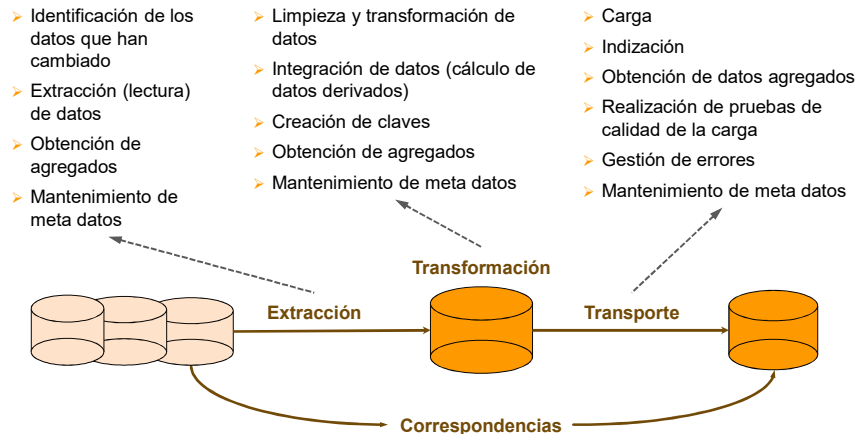 ➢ Identificación de los
datos que han
cambiado
➢ Extracción (lectura)
de datos
➢ Obtención de
agregados
➢ Mantenimiento de
meta datos
➢ Limpieza y transformación de
datos
➢ Integración de datos (cálculo de
datos derivados)
➢ Creación de claves
➢ Obtención de agregados
➢ Mantenimiento de meta datos
➢ Carga
➢ Indización
➢ Obtención de datos agregados
➢ Realización de pruebas de
calidad de la carga
➢ Gestión de errores
➢ Mantenimiento de meta datos
Transformación
Extracción
Transporte
Correspondencias